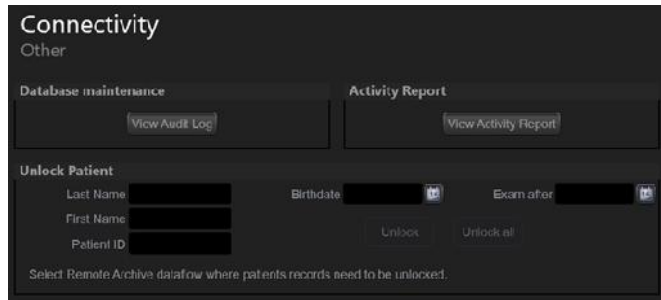 Connectivity
Other
Database maintenance
Activity Report
View Audit Log
View Activity Report
Unlock Patient
Last Name
Birthdate
Exam after
First Name
Unlock
Unlock all
Patient ID
Select Remote Archive dataflow where patients records need to be unlocked.